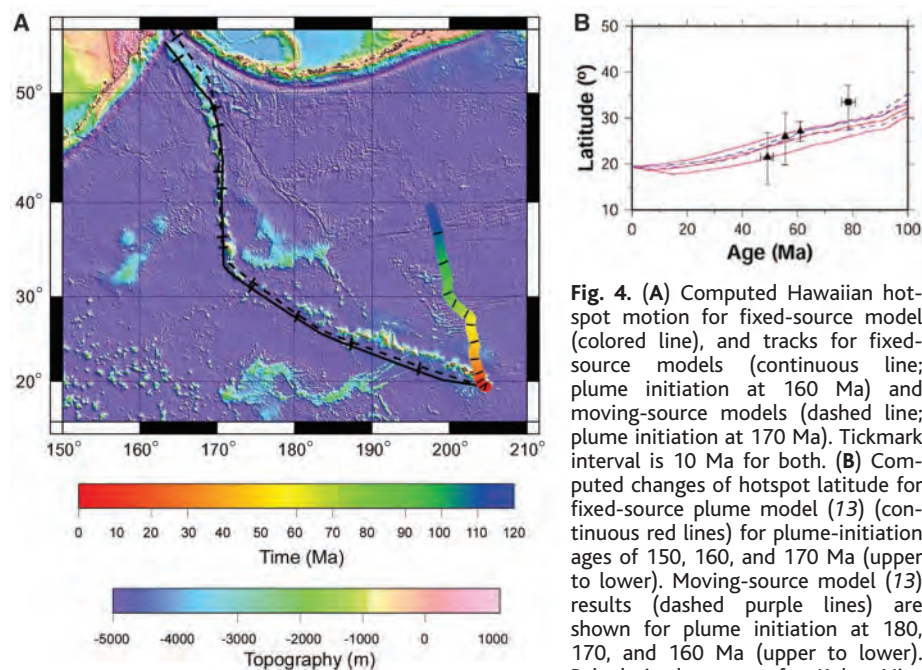 A
50°
40°
30°
20°
150° 160° 170° 180° 190° 200° 210°
0 10 20 30 40 50 60 70 80 90 100 110 120
Time (Ma)
-5000 -4000 -3000 -2000 -1000 0 1000
Topography (m)
B
50
40
30
20
10
Latitude (º)
0 20 40 60 80 100
Age (Ma)
Fig. 4. (A) Computed Hawaiian hot-
spot motion for fixed-source model
(colored line), and tracks for fixed-
source models (continuous line;
plume initiation at 160 Ma) and
moving-source models (dashed line;
plume initiation at 170 Ma). Tickmark
interval is 10 Ma for both. (B) Com-
puted changes of hotspot latitude for
fixed-source plume model (13) (con-
tinuous red lines) for plume-initiation
ages of 150, 160, and 170 Ma (upper
to lower). Moving-source model (13)
results (dashed purple lines) are
shown for plume initiation at 180,
170, and 160 Ma (upper to lower).